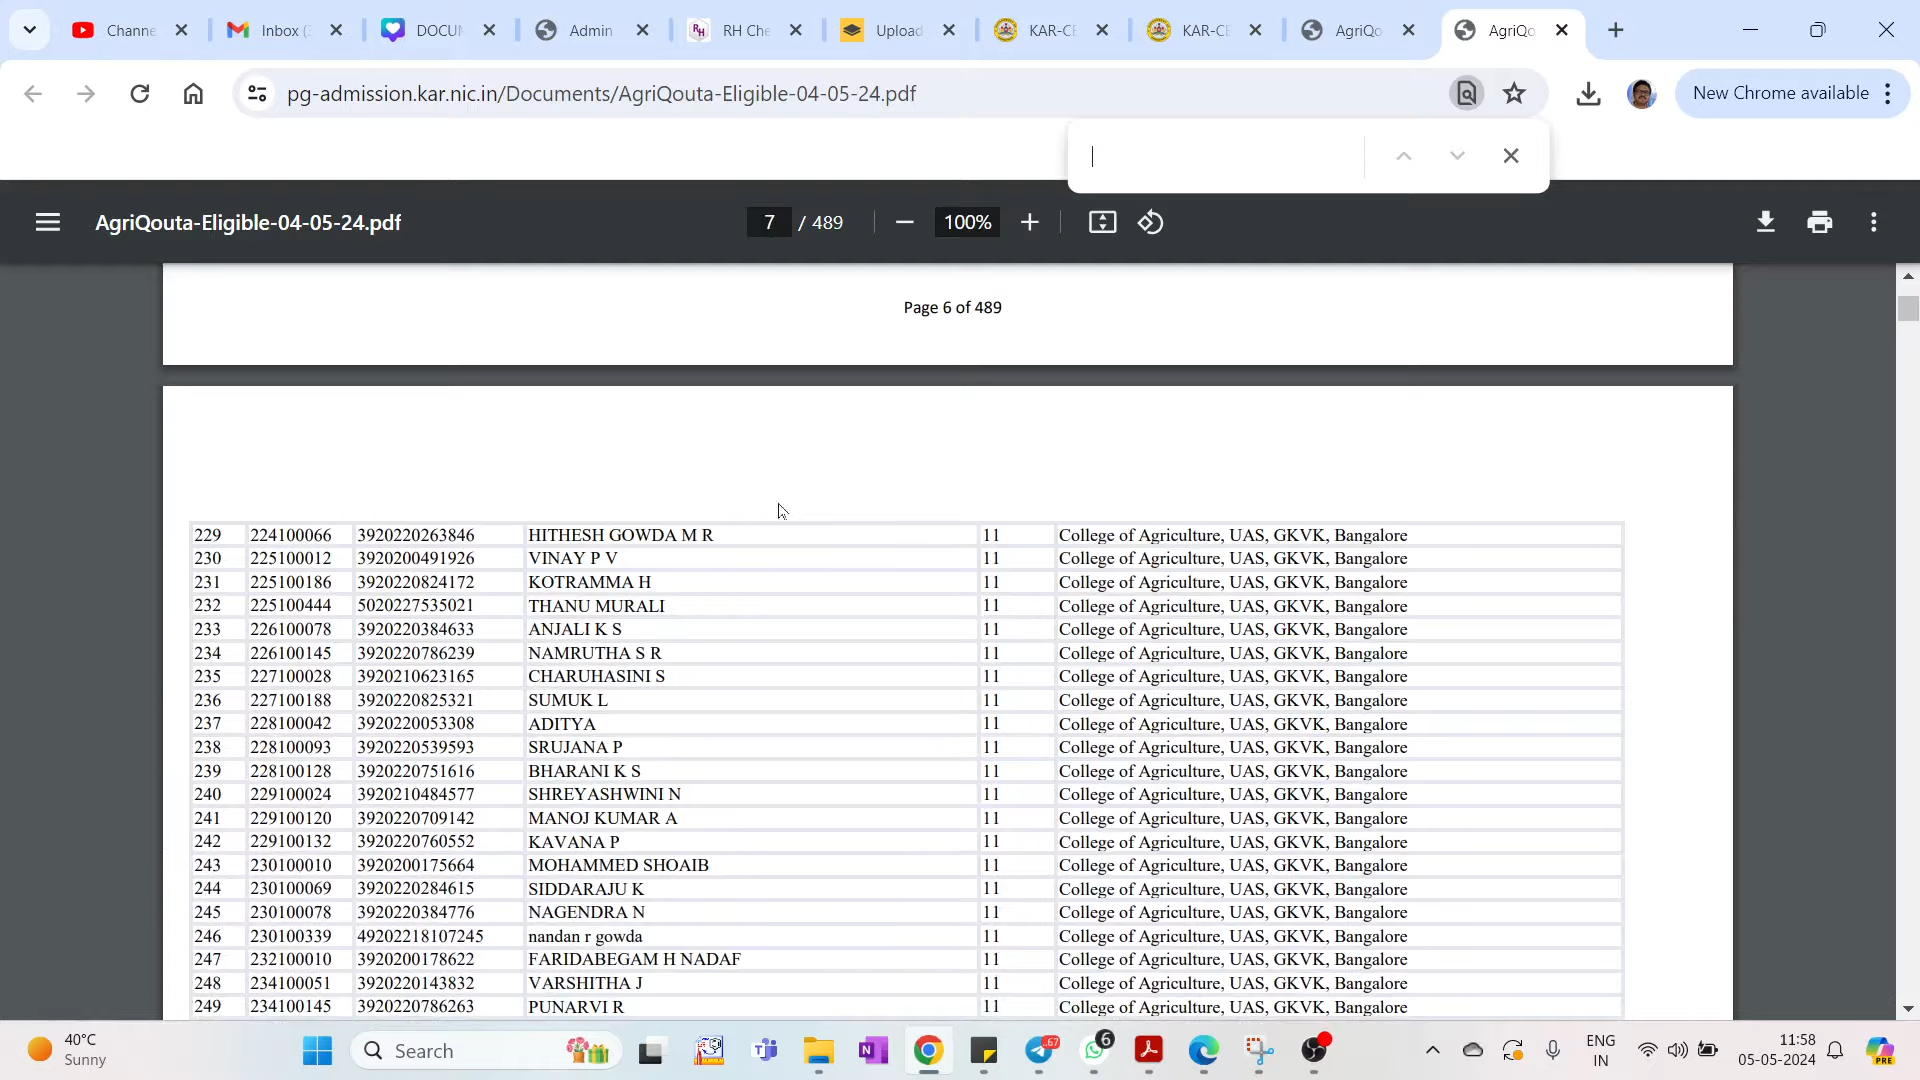 Channe
Inbox (3
DOCUM
Admin
RH Che
Upload
KAR-CE
KAR-CE
AgriQo
AgriQo
pg-admission.kar.nic.in/Documents/AgriQouta-Eligible-04-05-24.pdf
New Chrome available
AgriQouta-Eligible-04-05-24.pdf
7 / 489
100%
Page 6 of 489
229 224100066 3920220263846 HITHESH GOWDA M R 11 College of Agriculture, UAS, GKVK, Bangalore
230 225100012 3920200491926 VINAY P V 11 College of Agriculture, UAS, GKVK, Bangalore
231 225100186 3920220824172 KOTRAMMA H 11 College of Agriculture, UAS, GKVK, Bangalore
232 225100444 5020227535021 THANU MURALI 11 College of Agriculture, UAS, GKVK, Bangalore
233 226100078 3920220384633 ANJALI K S 11 College of Agriculture, UAS, GKVK, Bangalore
234 226100145 3920220786239 NAMRUTHA S R 11 College of Agriculture, UAS, GKVK, Bangalore
235 227100028 3920210623165 CHARUHASINI S 11 College of Agriculture, UAS, GKVK, Bangalore
236 227100188 3920220825321 SUMUK L 11 College of Agriculture, UAS, GKVK, Bangalore
237 228100042 3920220053308 ADITYA 11 College of Agriculture, UAS, GKVK, Bangalore
238 228100093 3920220539593 SRUJANA P 11 College of Agriculture, UAS, GKVK, Bangalore
239 228100128 3920220751616 BHARANI K S 11 College of Agriculture, UAS, GKVK, Bangalore
240 229100024 3920210484577 SHREYASHWINI N 11 College of Agriculture, UAS, GKVK, Bangalore
241 229100120 3920220709142 MANOJ KUMAR A 11 College of Agriculture, UAS, GKVK, Bangalore
242 229100132 3920220760552 KAVANA P 11 College of Agriculture, UAS, GKVK, Bangalore
243 230100010 3920200175664 MOHAMMED SHOAIB 11 College of Agriculture, UAS, GKVK, Bangalore
244 230100069 3920220284615 SIDDARAJU K 11 College of Agriculture, UAS, GKVK, Bangalore
245 230100078 3920220384776 NAGENDRA N 11 College of Agriculture, UAS, GKVK, Bangalore
246 230100339 49202218107245 nandan r gowda 11 College of Agriculture, UAS, GKVK, Bangalore
247 232100010 3920200178622 FARIDABEGAM H NADAF 11 College of Agriculture, UAS, GKVK, Bangalore
248 234100051 3920220143832 VARSHITHA J 11 College of Agriculture, UAS, GKVK, Bangalore
249 234100145 3920220786263 PUNARVI R 11 College of Agriculture, UAS, GKVK, Bangalore
40°C
Sunny
Search
.67
6
ENG
IN
11:58
05-05-2024
PRE